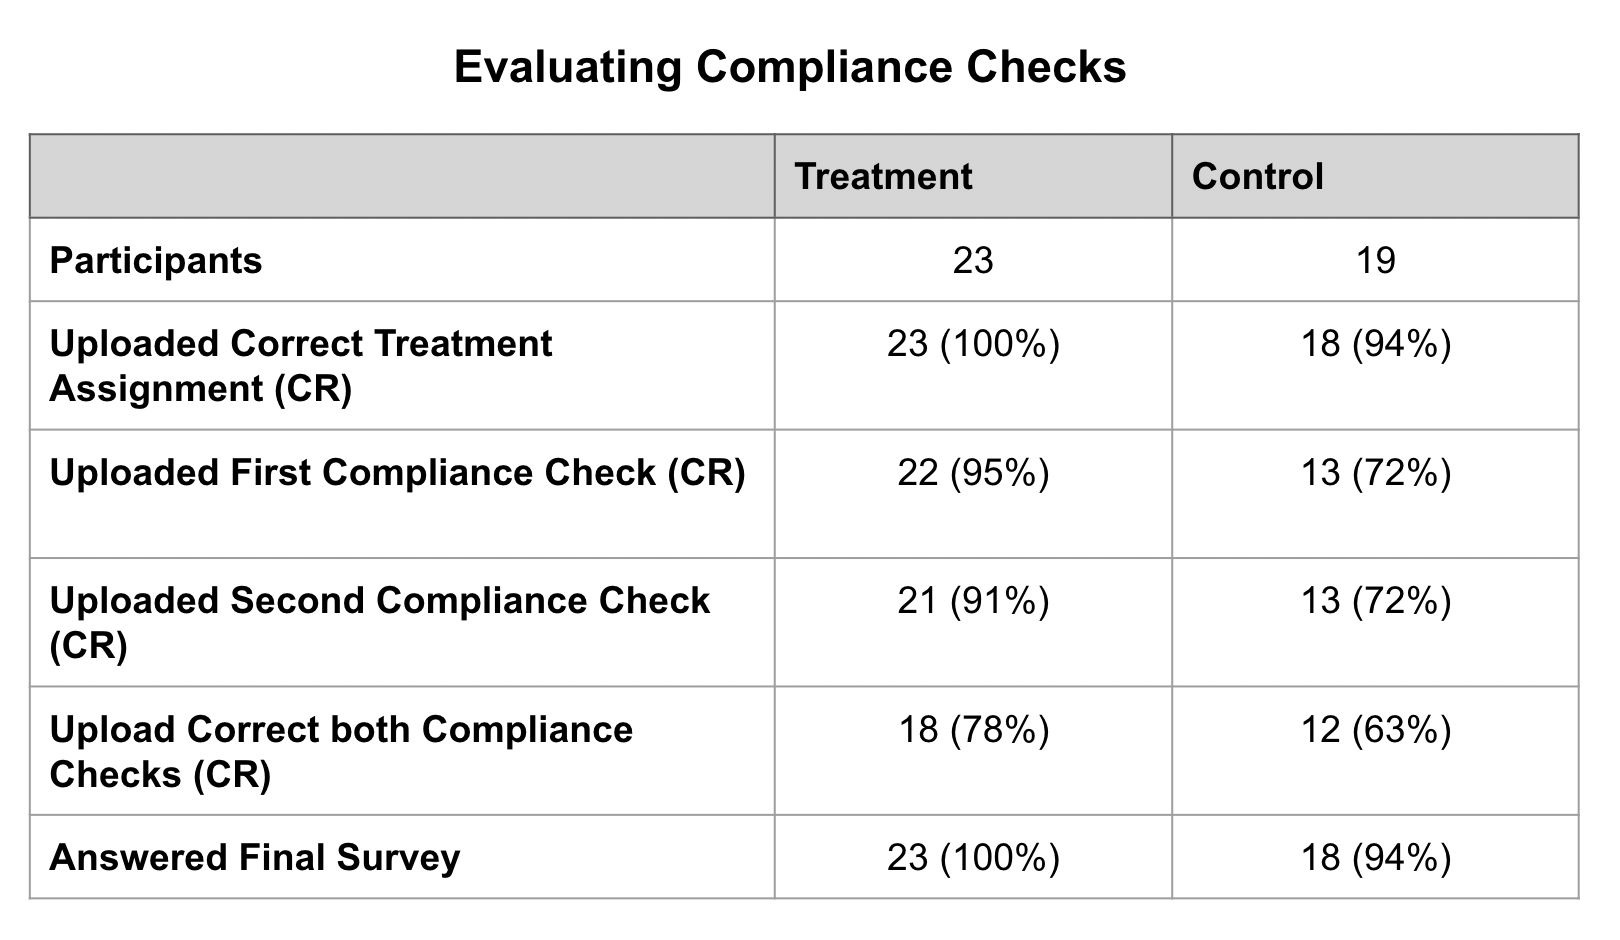 Evaluating Compliance Checks
Treatment
Control
Participants
23
19
Uploaded Correct Treatment
Assignment (CR)
23 (100%)
18 (94%)
Uploaded First Compliance Check (CR)
22 (95%)
13 (72%)
Uploaded Second Compliance Check
(CR)
21 (91%)
13 (72%)
Upload Correct both Compliance
Checks (CR)
18 (78%)
12 (63%)
Answered Final Survey
23 (100%)
18 (94%)